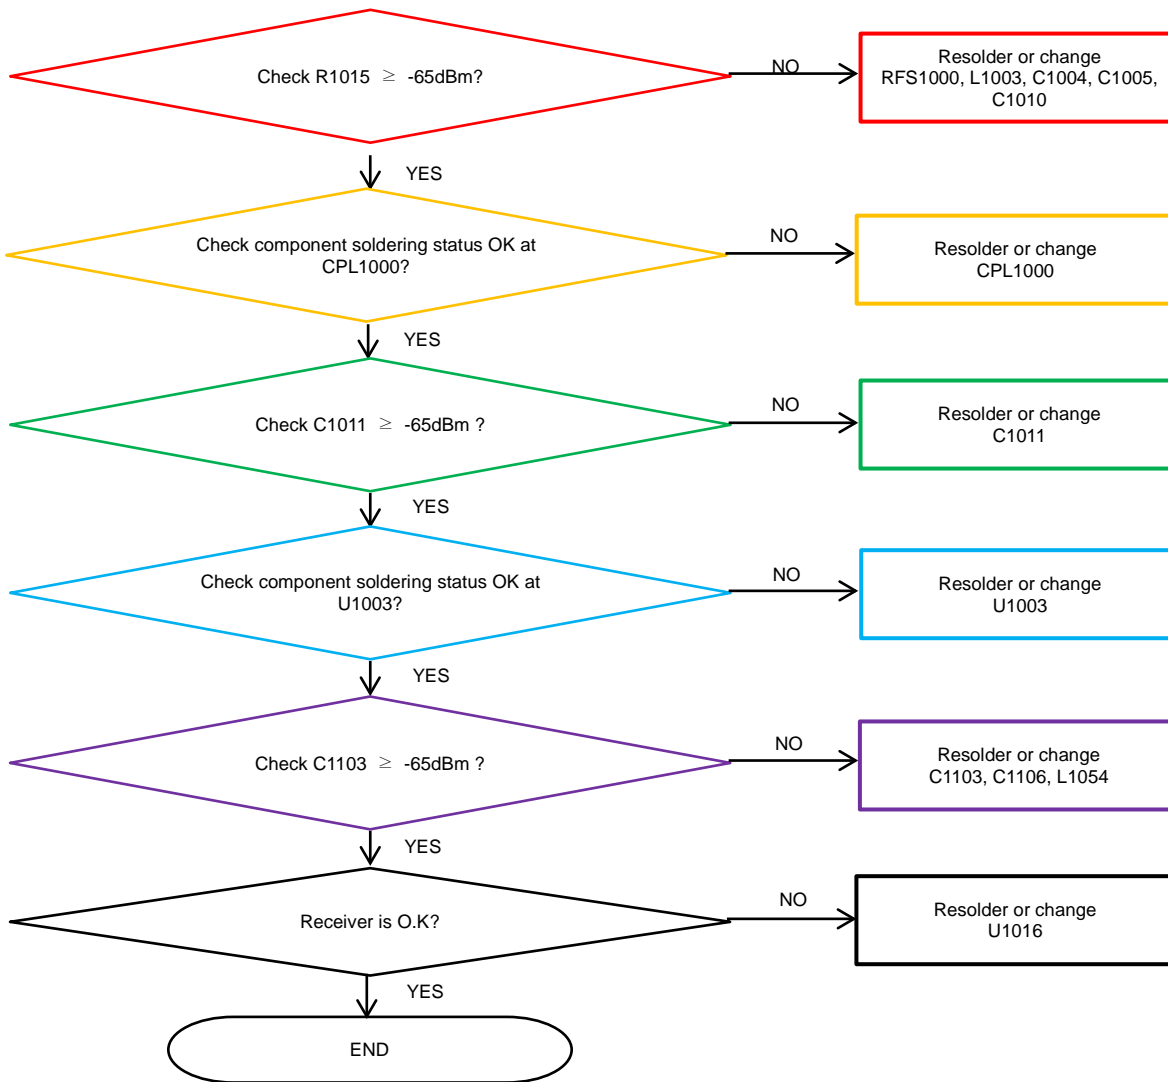 Check R1015 ≥ -65dBm?
NO
Resolder or change
RFS1000, L1003, C1004, C1005,
C1010
YES
Check component soldering status OK at
CPL1000?
NO
Resolder or change
CPL1000
YES
Check C1011 ≥ -65dBm ?
NO
Resolder or change
C1011
YES
Check component soldering status OK at
U1003?
NO
Resolder or change
U1003
YES
Check C1103 ≥ -65dBm ?
NO
Resolder or change
C1103, C1106, L1054
YES
Receiver is O.K?
NO
Resolder or change
U1016
YES
END